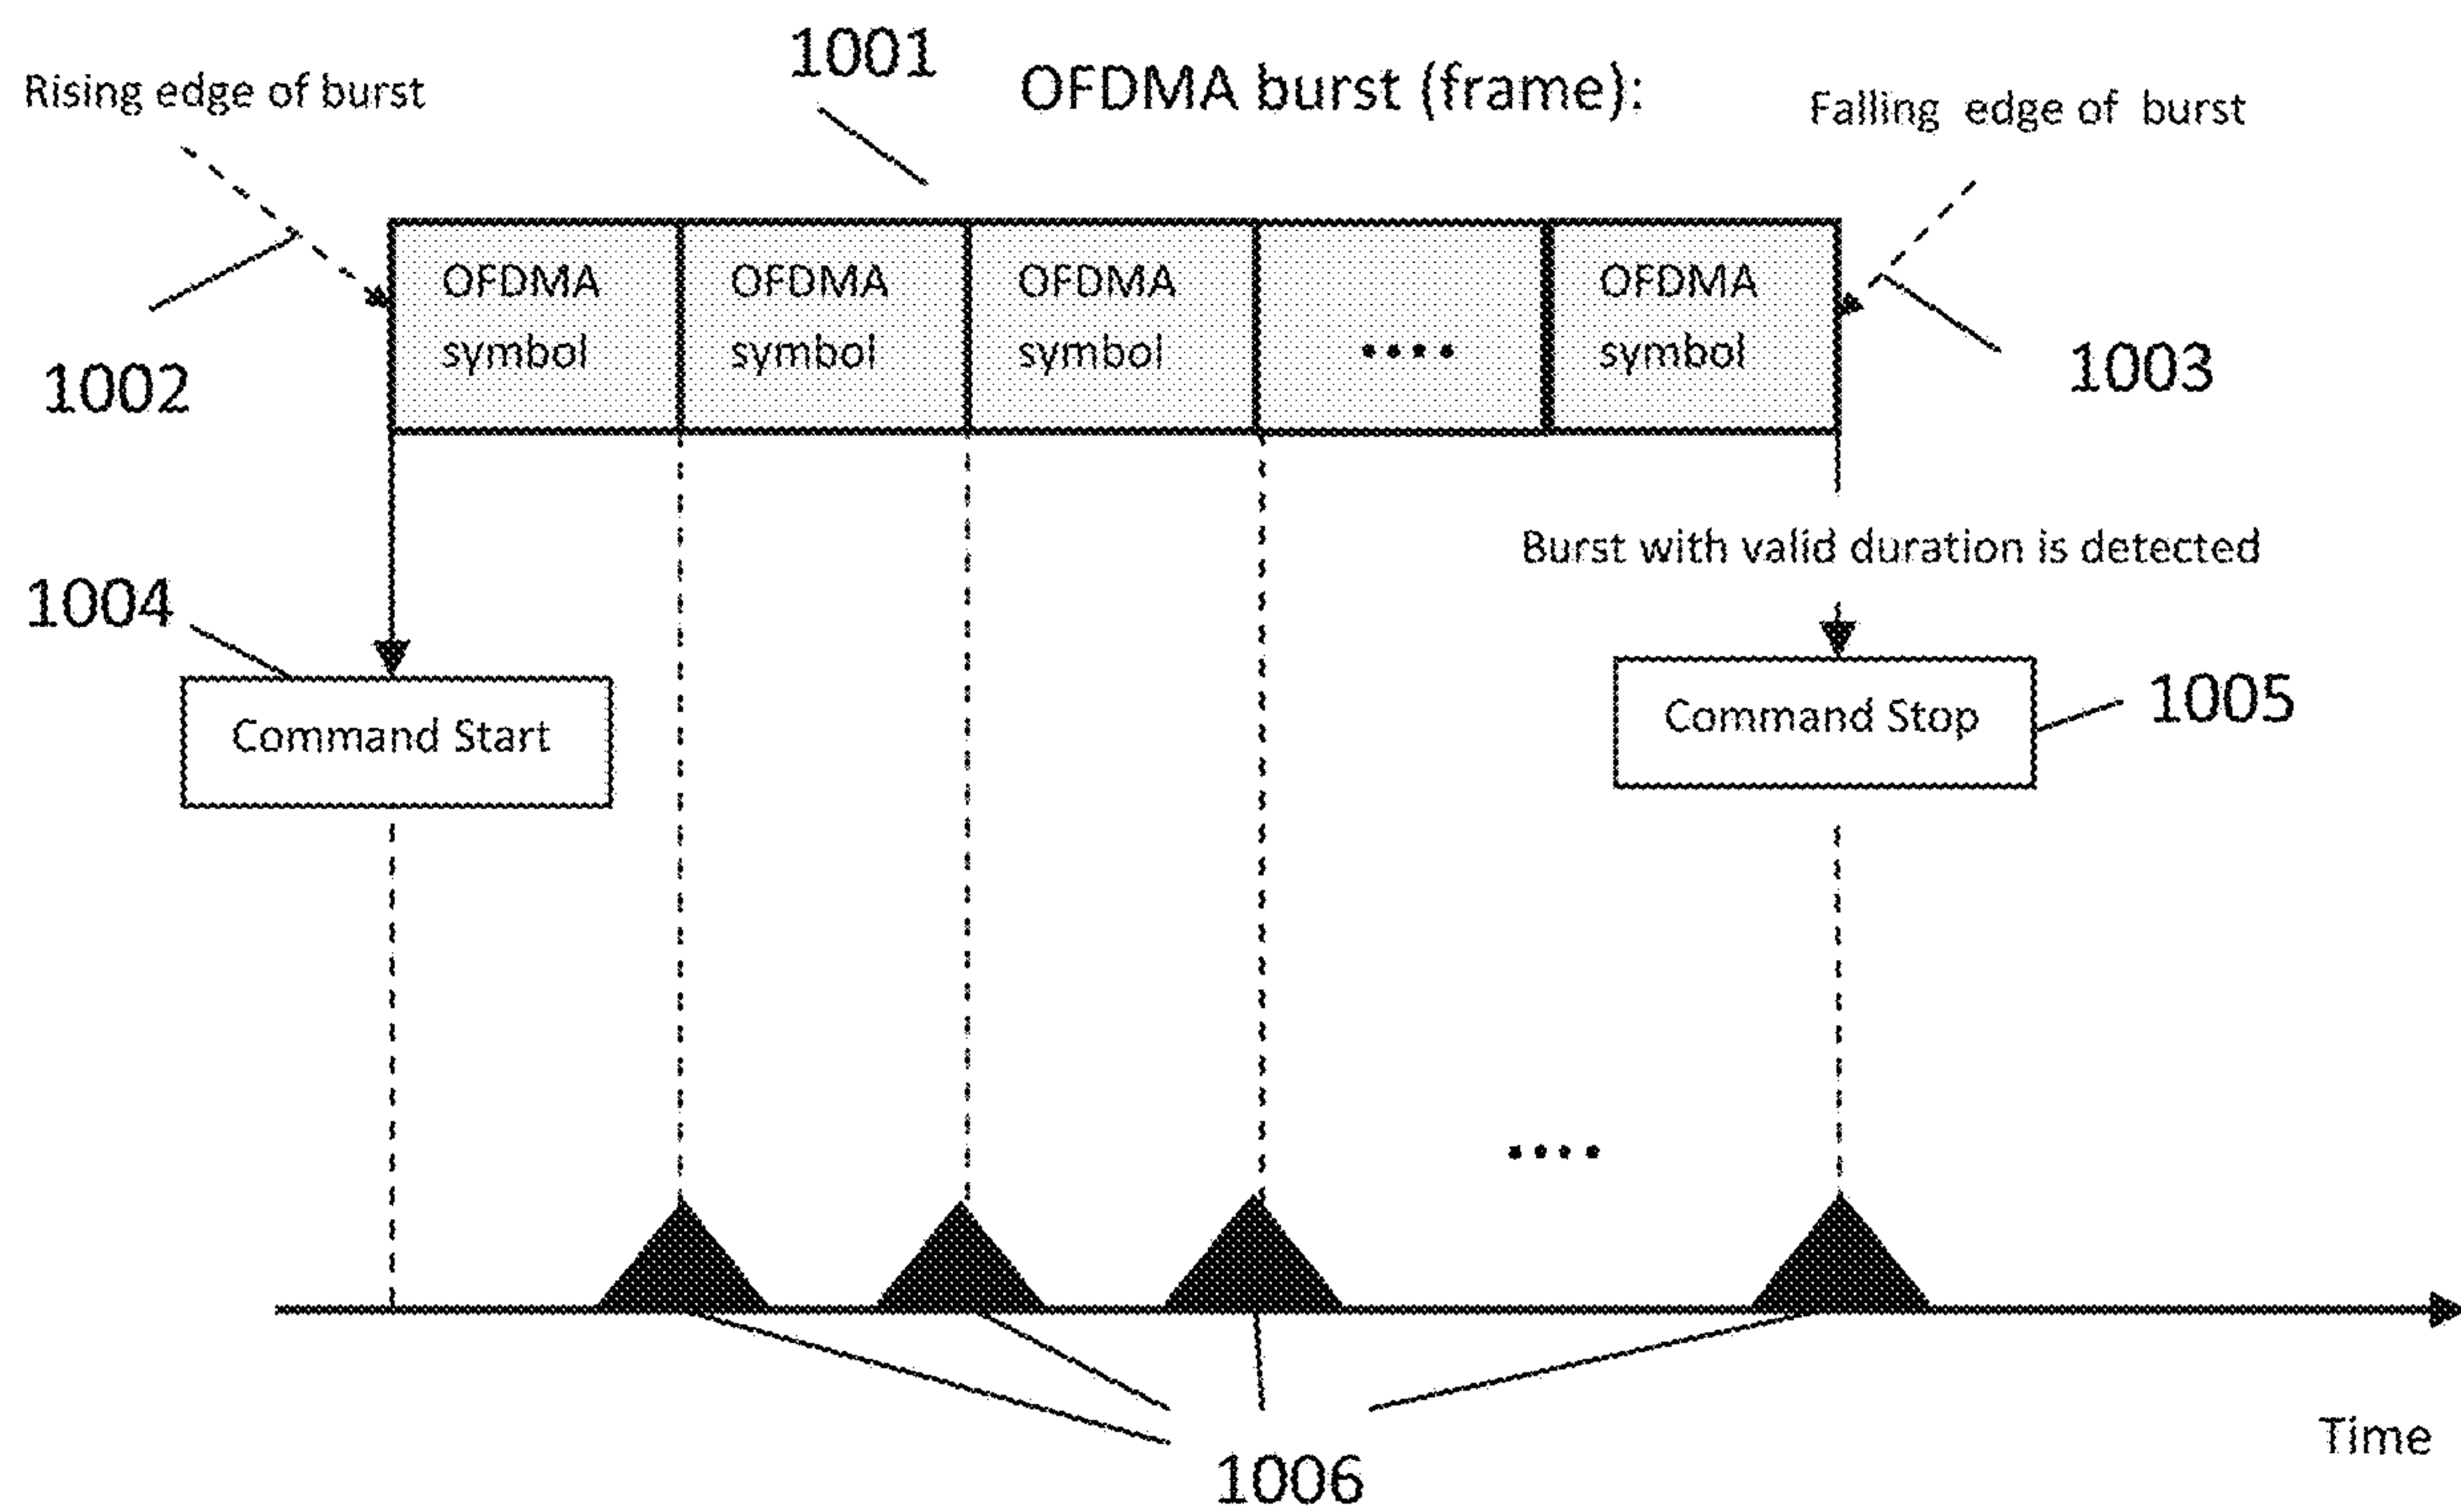 1001
OFDMA burst (frame):
Rising edge of burst
Falling edge of burst
OFDMA
symbol
OFDMA
symbol
OFDMA
symbol
....
OFDMA
symbol
1002
1003
Burst with valid duration is detected
1004
Command Start
Command Stop
1005
....
1006
Time